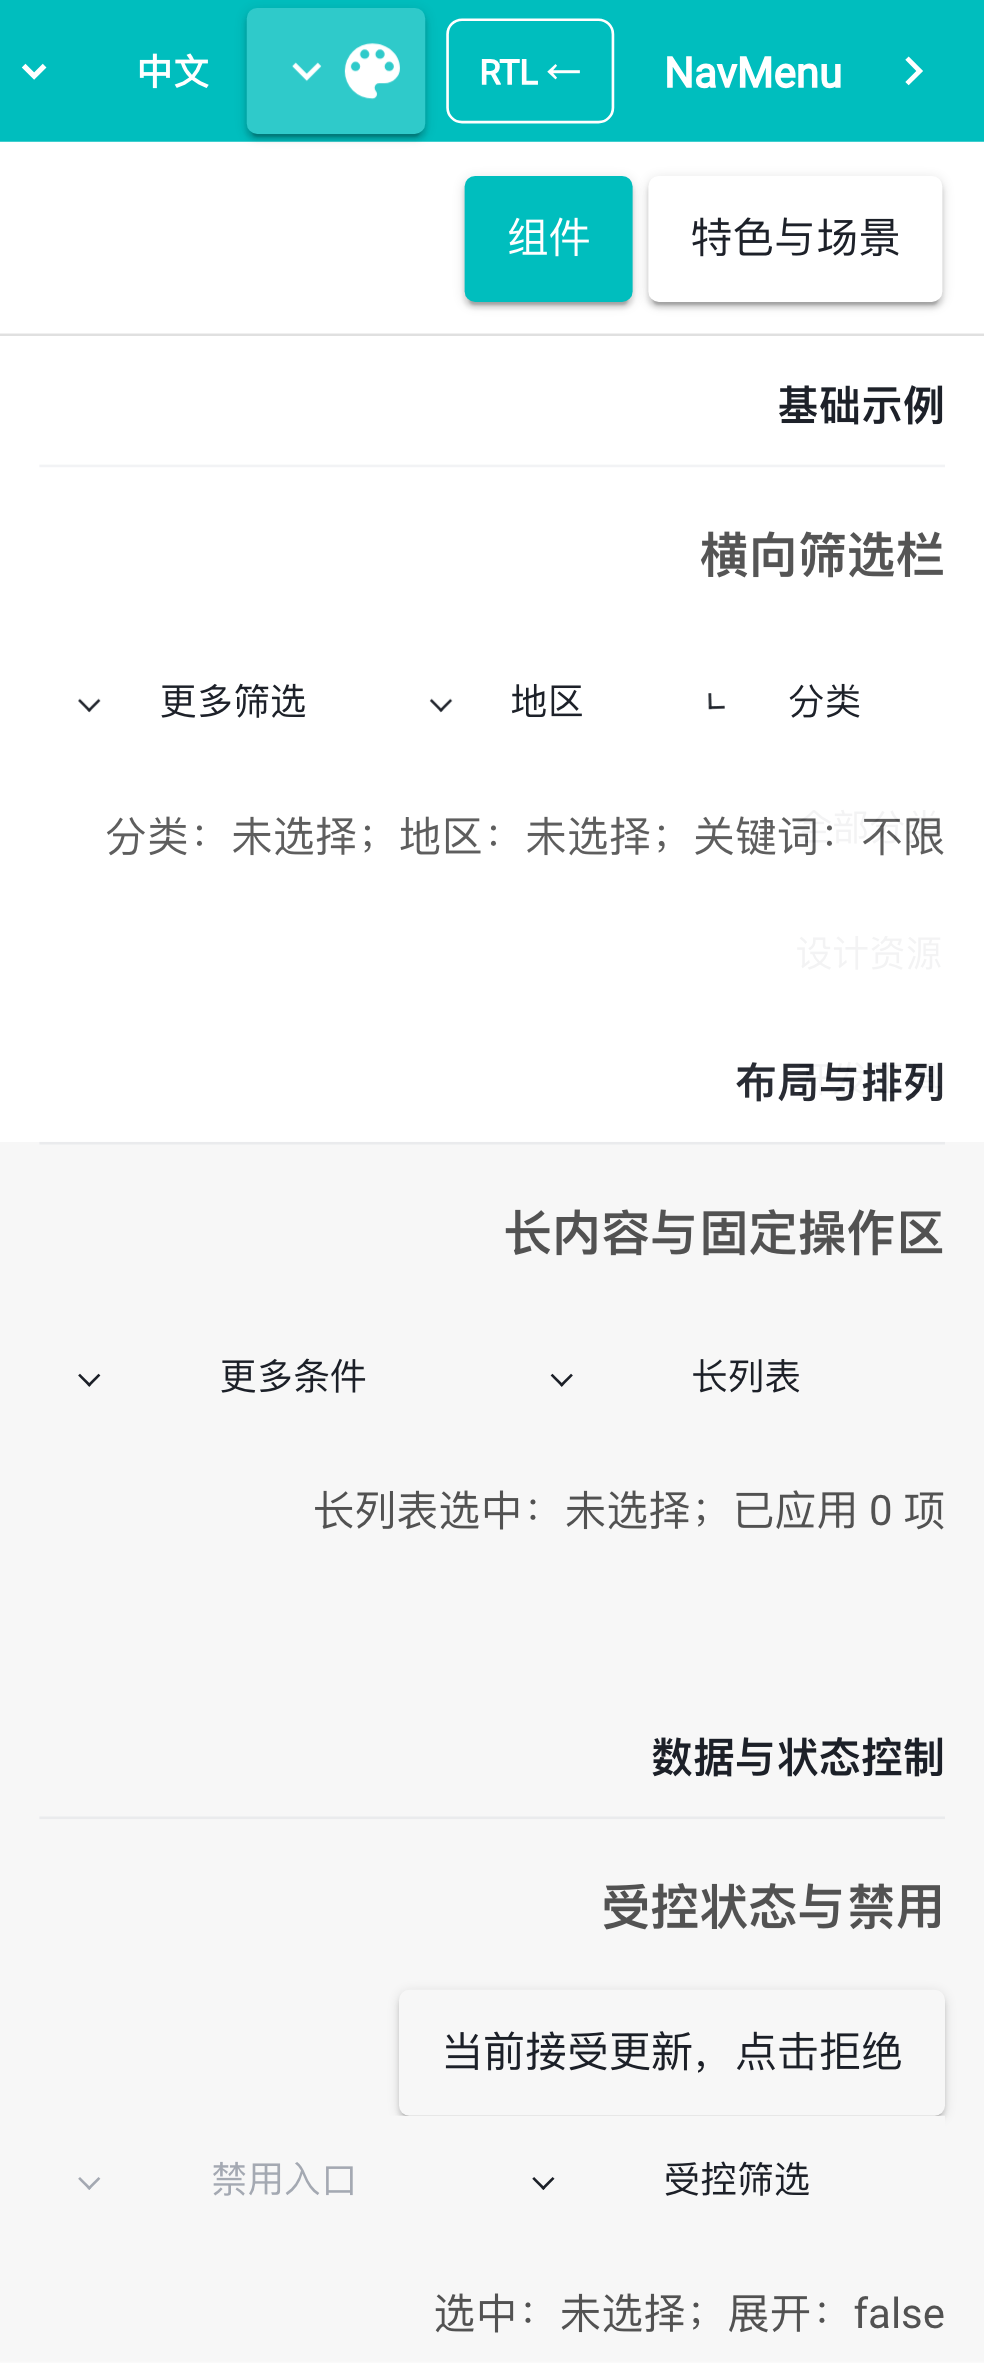 中文
RTL ←
NavMenu
组件
特色与场景
基础示例
横向筛选栏
更多筛选
地区
分类
分类：未选择；地区：未选择；关键词：不限
全部分类
设计资源
布局与排列
长内容与固定操作区
更多条件
长列表
长列表选中：未选择；已应用 0 项
数据与状态控制
受控状态与禁用
当前接受更新，点击拒绝
禁用入口
受控筛选
选中：未选择；展开：false